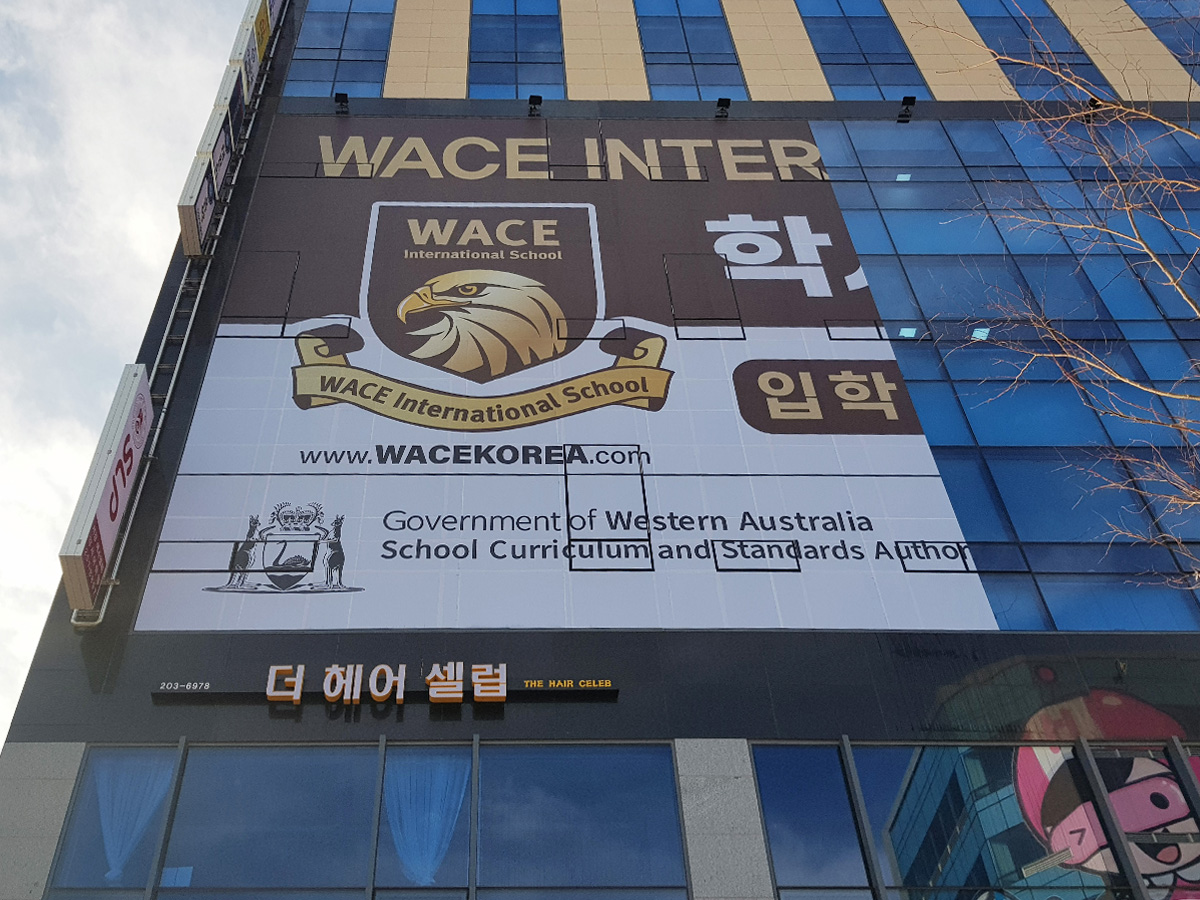 WACE INTER
WACE
International School
학
WACE International School
입학
www.WACEKOREA.com
Government of Western Australia
School Curriculum and Standards Author
SLP
203-6978
더 헤어 셀럽
THE HAIR CELEB